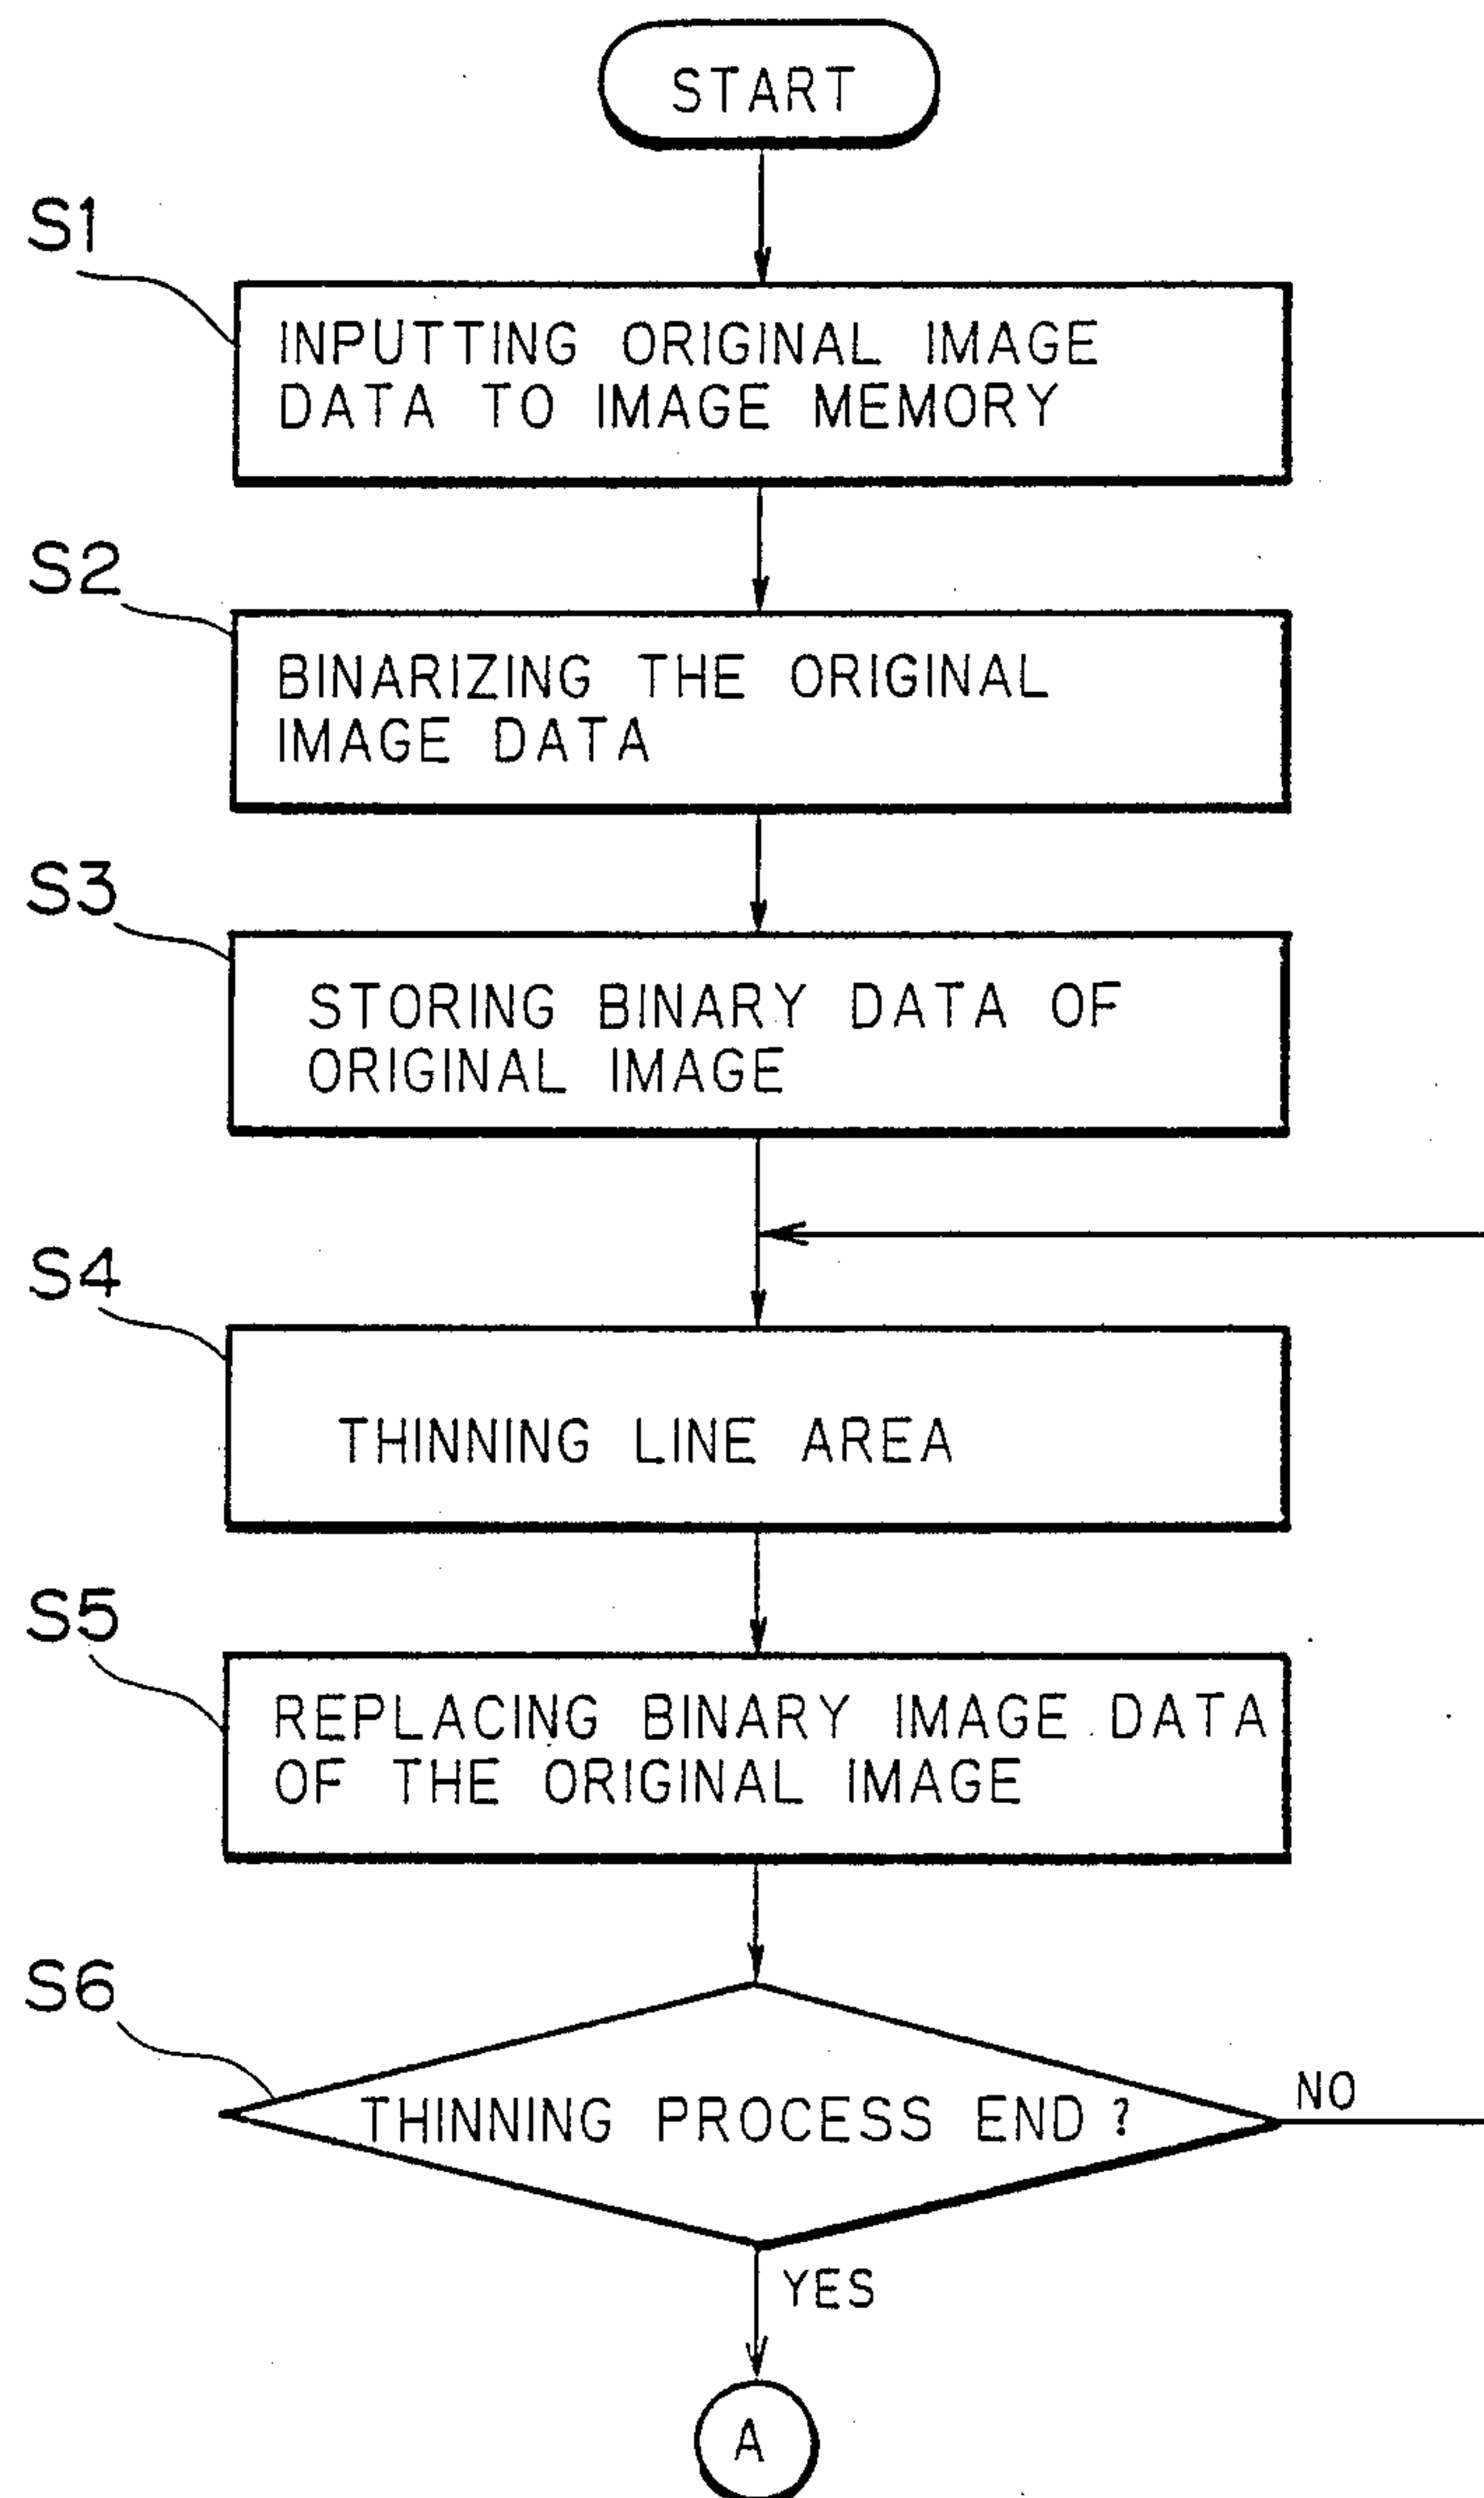 START
S1
INPUTTING ORIGINAL IMAGE
DATA TO IMAGE MEMORY
S2
BINARIZING THE ORIGINAL
IMAGE DATA
S3
STORING BINARY DATA OF
ORIGINAL IMAGE
S4
THINNING LINE AREA
S5
REPLACING BINARY IMAGE DATA
OF THE ORIGINAL IMAGE
S6
THINNING PROCESS END ?
NO
YES
A